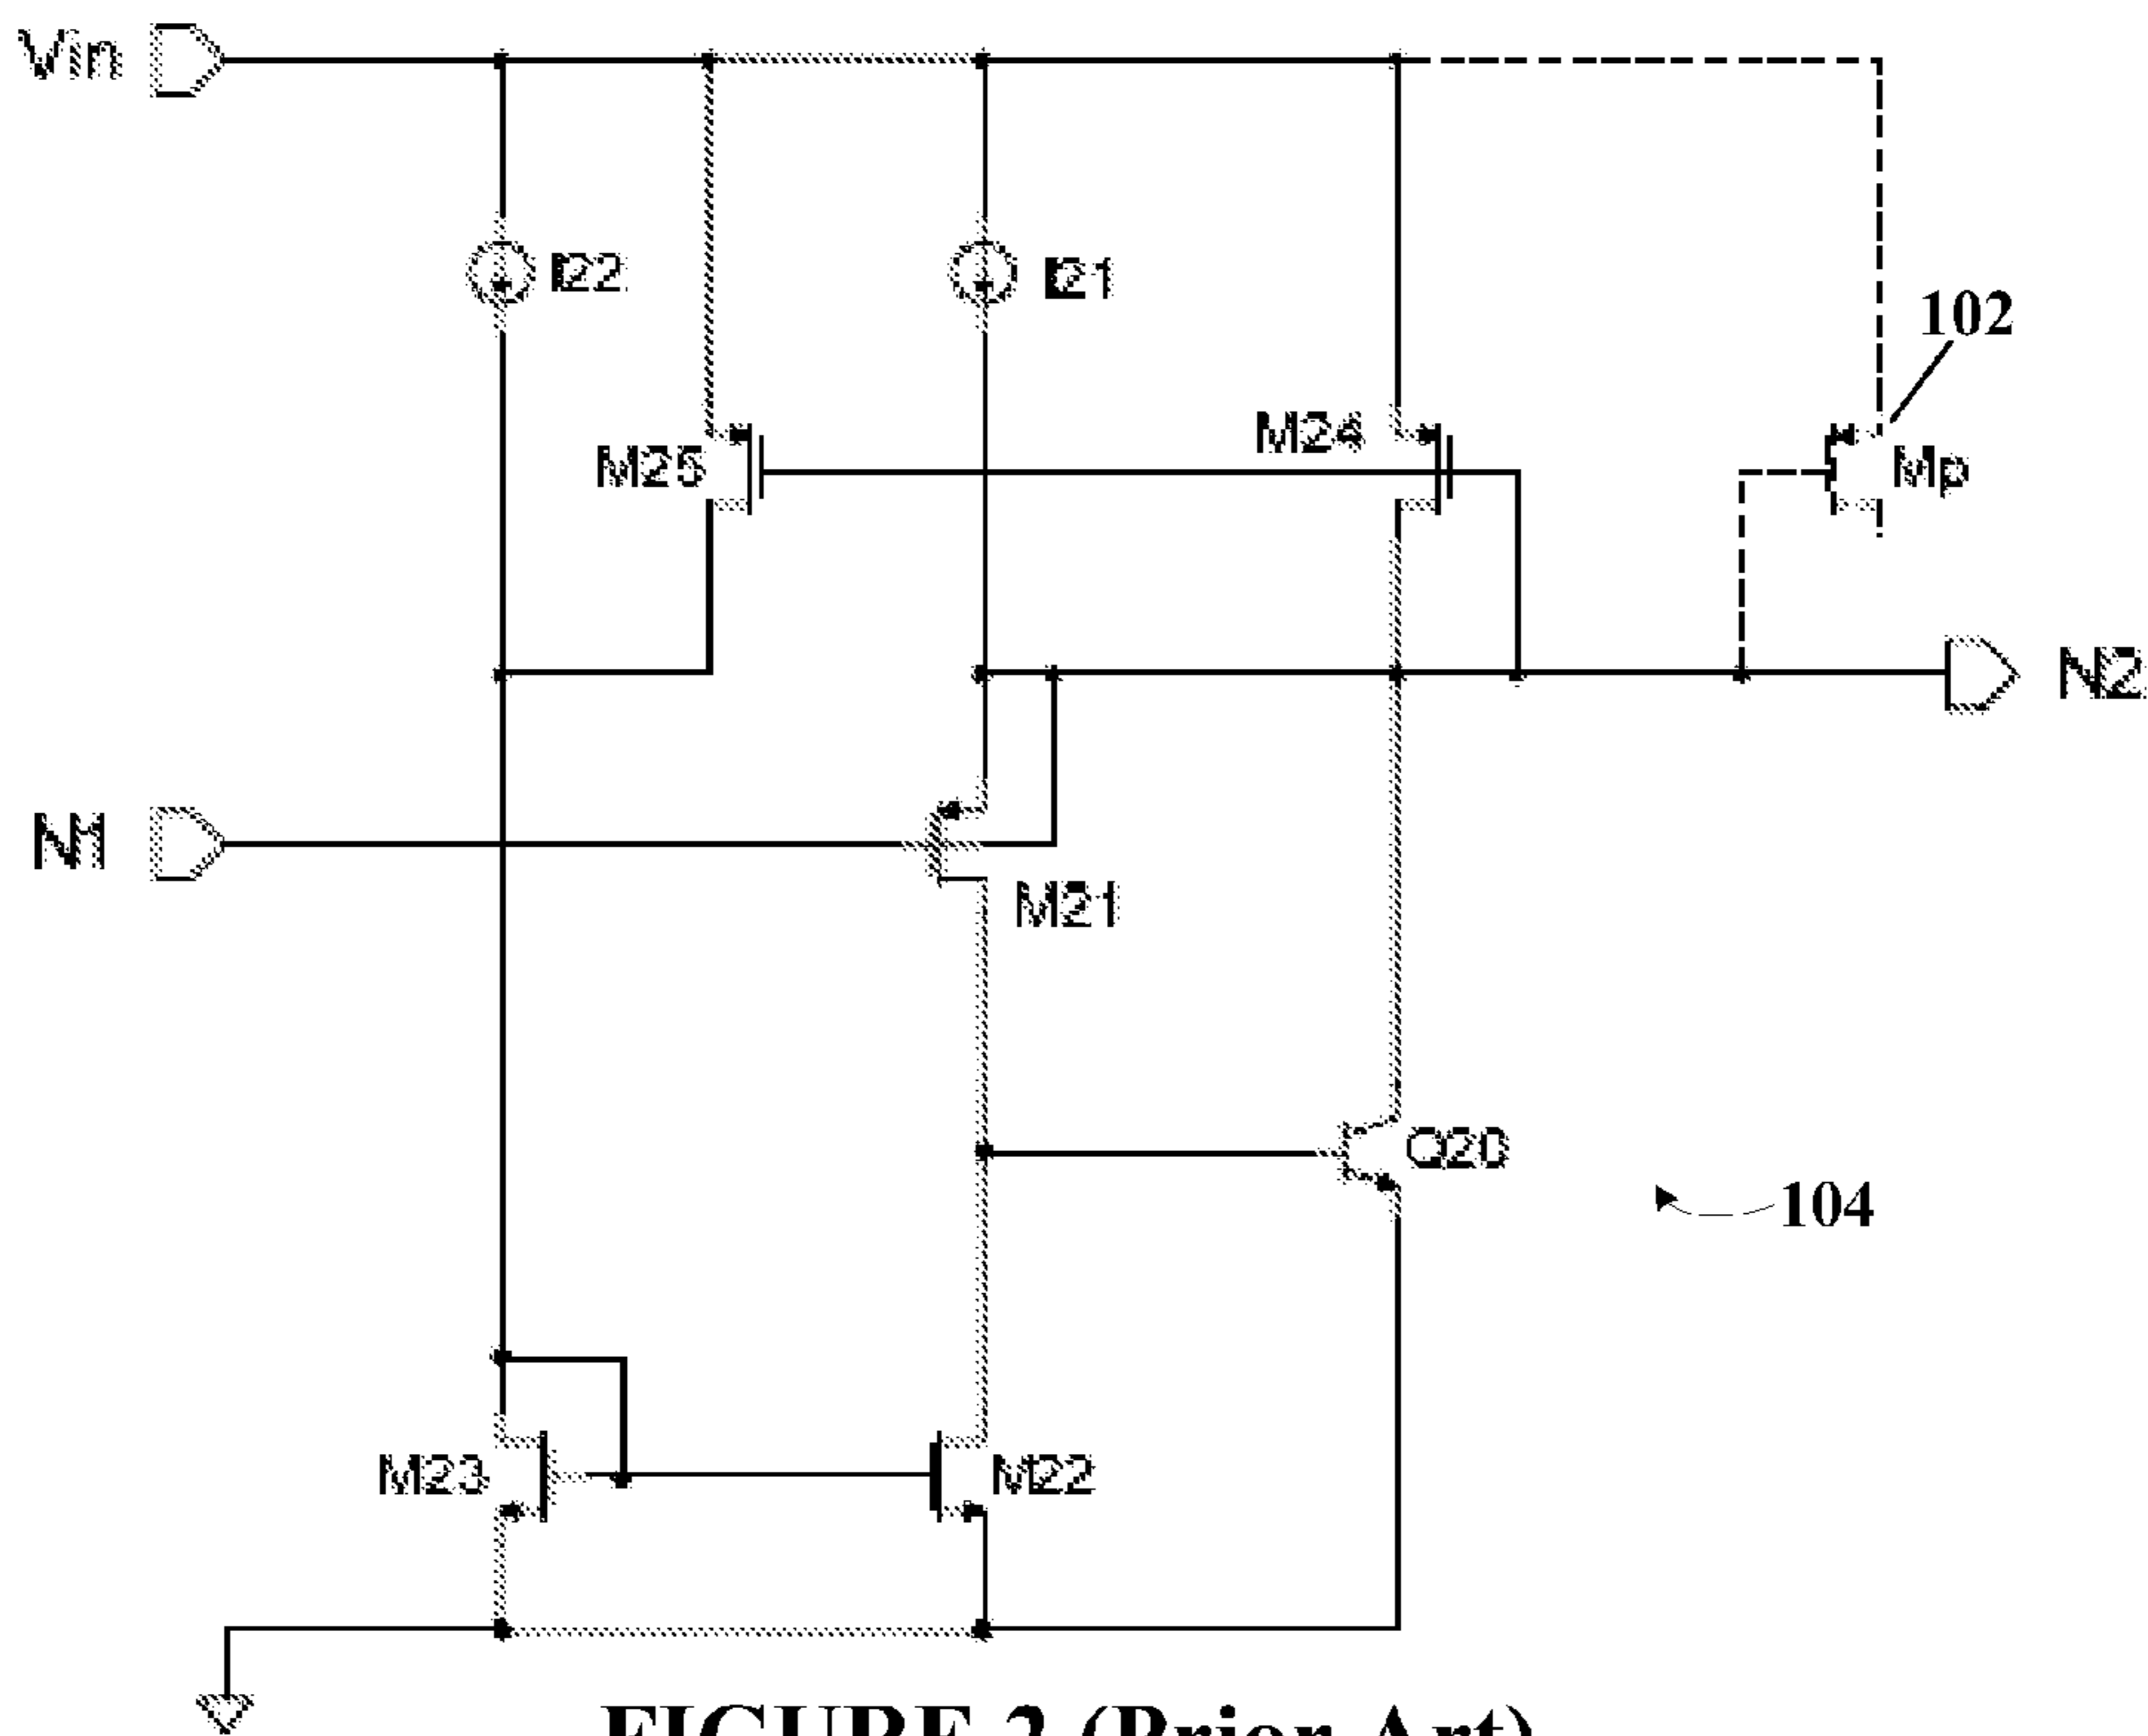 Vin
I22
I21
102
M25
M24
Mp
N2
N1
M21
Q20
104
M23
M22
FIGURE 2 (Prior Art)